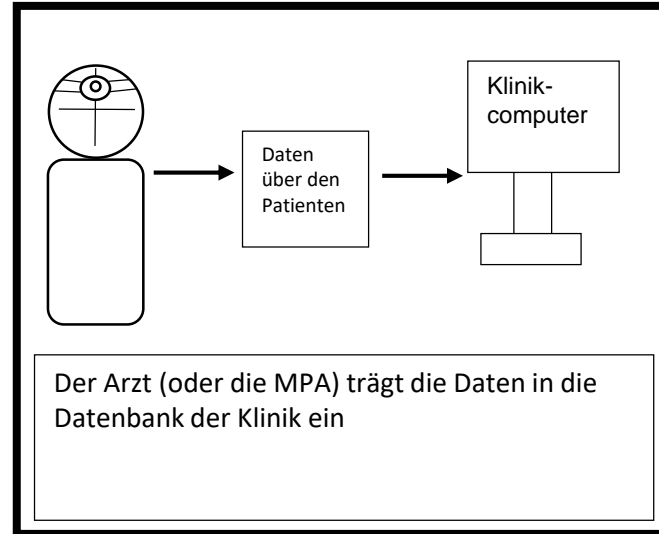 Klinik-
computer
Daten
über den
Patienten
Der Arzt (oder die MPA) trägt die Daten in die
Datenbank der Klinik ein